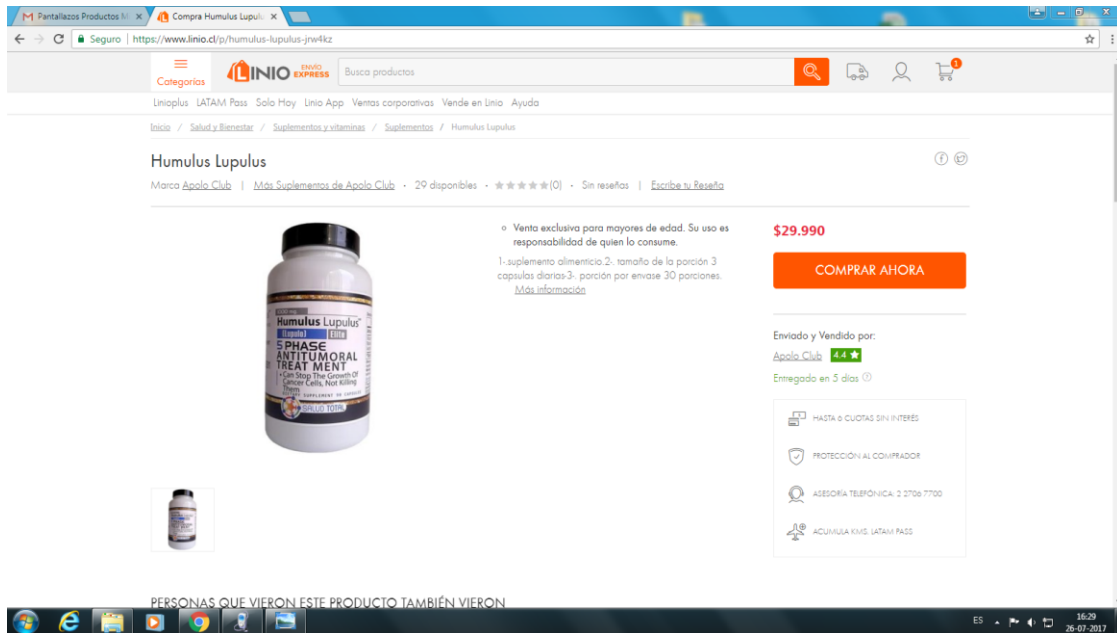 Pantallazos Productos M
Compra Humulus Lupulu
Seguro
https://www.linio.cl/p/humulus-lupulus-jrw4kz
Categorías
LINIO ENVÍO EXPRESS
Busca productos
1
Linioplus LATAM Pass Solo Hoy Linio App Ventas corporativas Vende en Linio Ayuda
Inicio / Salud y Bienestar / Suplementos y vitaminas / Suplementos / Humulus Lupulus
Humulus Lupulus
Marca Apolo Club | Más Suplementos de Apolo Club - 29 disponibles - (0) - Sin reseñas | Escribe tu Reseña
Humulus Lupulus
(Lupulo) Elite
5 PHASE
ANTITUMORAL
TREAT MENT
Can Stop The Growth Of
Cancer Cells, Not Killing
Them
SALUD TOTAL
Venta exclusiva para mayores de edad. Su uso es
responsabilidad de quien lo consume.
1-.suplemento alimenticio.2-. tamaño de la porción 3
capsulas diarias-3-. porción por envase 30 porciones.
Más información
$29.990
COMPRAR AHORA
Enviado y Vendido por:
Apolo Club 4.4
Entregado en 5 días
HASTA 6 CUOTAS SIN INTERÉS
PROTECCIÓN AL COMPRADOR
ASESORÍA TELEFÓNICA: 2 2706 7700
ACUMULA KMS. LATAM PASS
PERSONAS QUE VIERON ESTE PRODUCTO TAMBIÉN VIERON
ES
16:29
26-07-2017